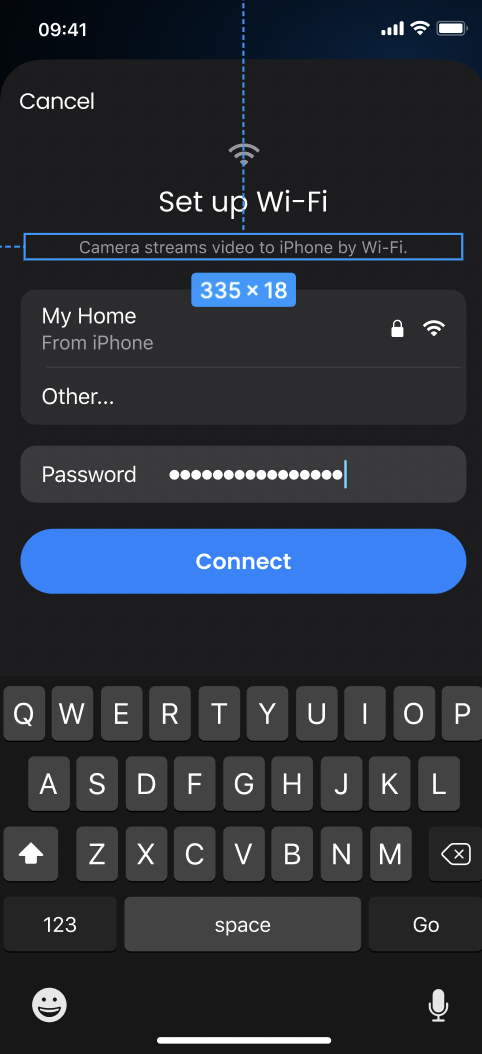 09:41
Cancel
Set up Wi-Fi
Camera streams video to iPhone by Wi-Fi.
335 × 18
My Home
From iPhone
Other...
Password ●●●●●●●●●●●●●●●●
Connect
Q W E R T Y U I O P
A S D F G H J K L
Z X C V B N M
123 space Go